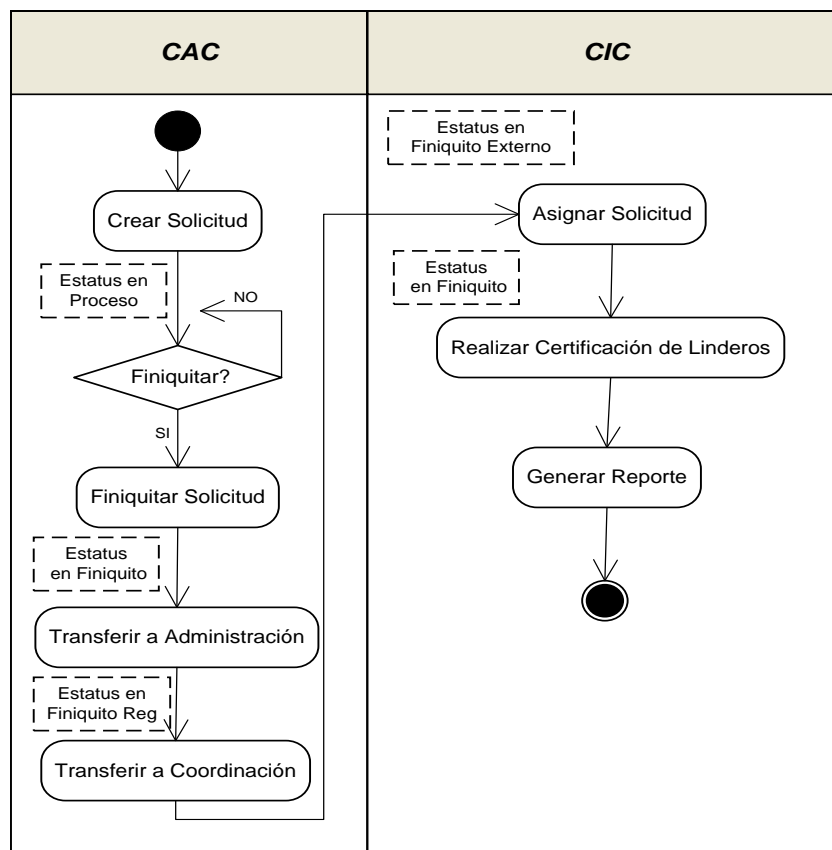 CAC
CIC
Crear Solicitud
Estatus en
Proceso
NO
Finiquitar?
SI
Finiquitar Solicitud
Estatus
en Finiquito
Transferir a Administración
Estatus en
Finiquito Reg
Transferir a Coordinación
Estatus en
Finiquito Externo
Asignar Solicitud
Estatus
en Finiquito
Realizar Certificación de Linderos
Generar Reporte